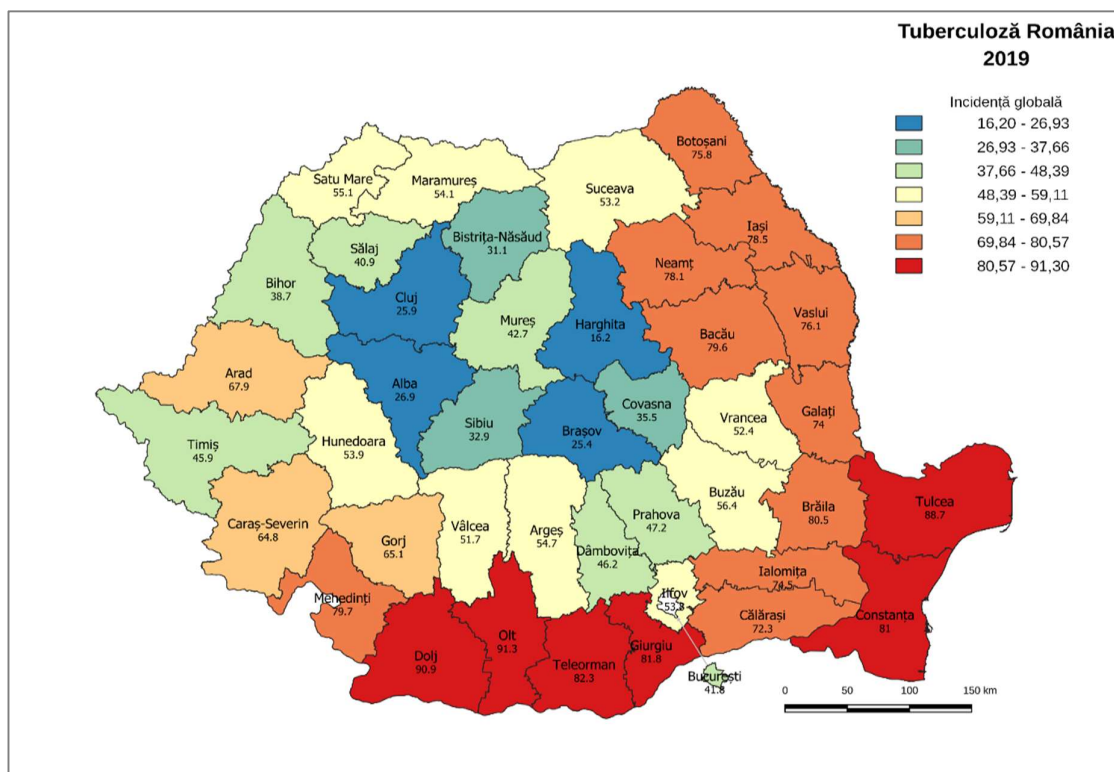 Tuberculoză România
2019
Incidență globală
16,20 - 26,93
26,93 - 37,66
37,66 - 48,39
48,39 - 59,11
59,11 - 69,84
69,84 - 80,57
80,57 - 91,30
Botoșani
75.8
Satu Mare
55.1
Maramureș
54.1
Suceava
53.2
Iași
78.5
Bistrița-Năsăud
31.1
Sălaj
40.9
Neamț
78.1
Bihor
38.7
Cluj
25.9
Mureș
42.7
Harghita
16.2
Bacău
79.6
Vaslui
76.1
Arad
67.9
Alba
26.9
Sibiu
32.9
Brașov
25.4
Covasna
35.5
Vrancea
52.4
Galați
74
Timiș
45.9
Hunedoara
53.9
Caraș-Severin
64.8
Gorj
65.1
Vâlcea
51.7
Argeș
54.7
Dâmbovița
46.2
Prahova
47.2
Buzău
56.4
Brăila
80.5
Tulcea
88.7
Mehedinți
79.7
Ilfov
53.8
Ialomița
74.5
Călărași
72.3
Constanța
81
Dolj
90.9
Olt
91.3
Teleorman
82.3
Giurgiu
81.8
București
41.8
0 50 100 150 km